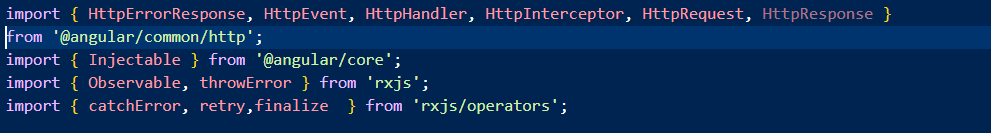 import { HttpErrorResponse, HttpEvent, HttpHandler, HttpInterceptor, HttpRequest, HttpResponse }
from '@angular/common/http';
import { Injectable } from '@angular/core';
import { Observable, throwError } from 'rxjs';
import { catchError, retry,finalize  } from 'rxjs/operators';